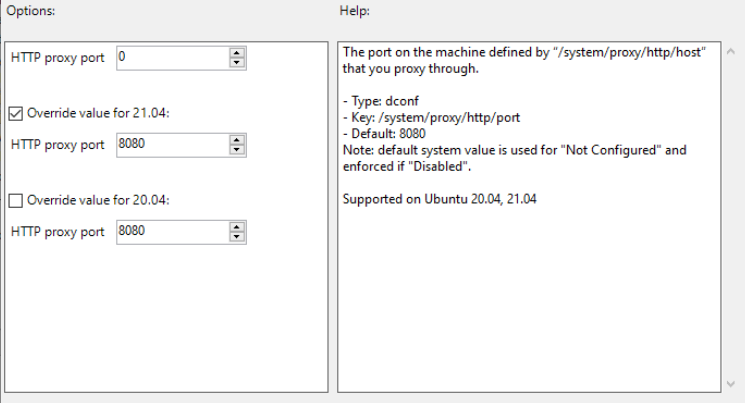 Options:
HTTP proxy port 0
Override value for 21.04:
HTTP proxy port 8080
Override value for 20.04:
HTTP proxy port 8080
Help:
The port on the machine defined by "/system/proxy/http/host"
that you proxy through.
- Type: dconf
- Key: /system/proxy/http/port
- Default: 8080
Note: default system value is used for "Not Configured" and
enforced if "Disabled".
Supported on Ubuntu 20.04, 21.04